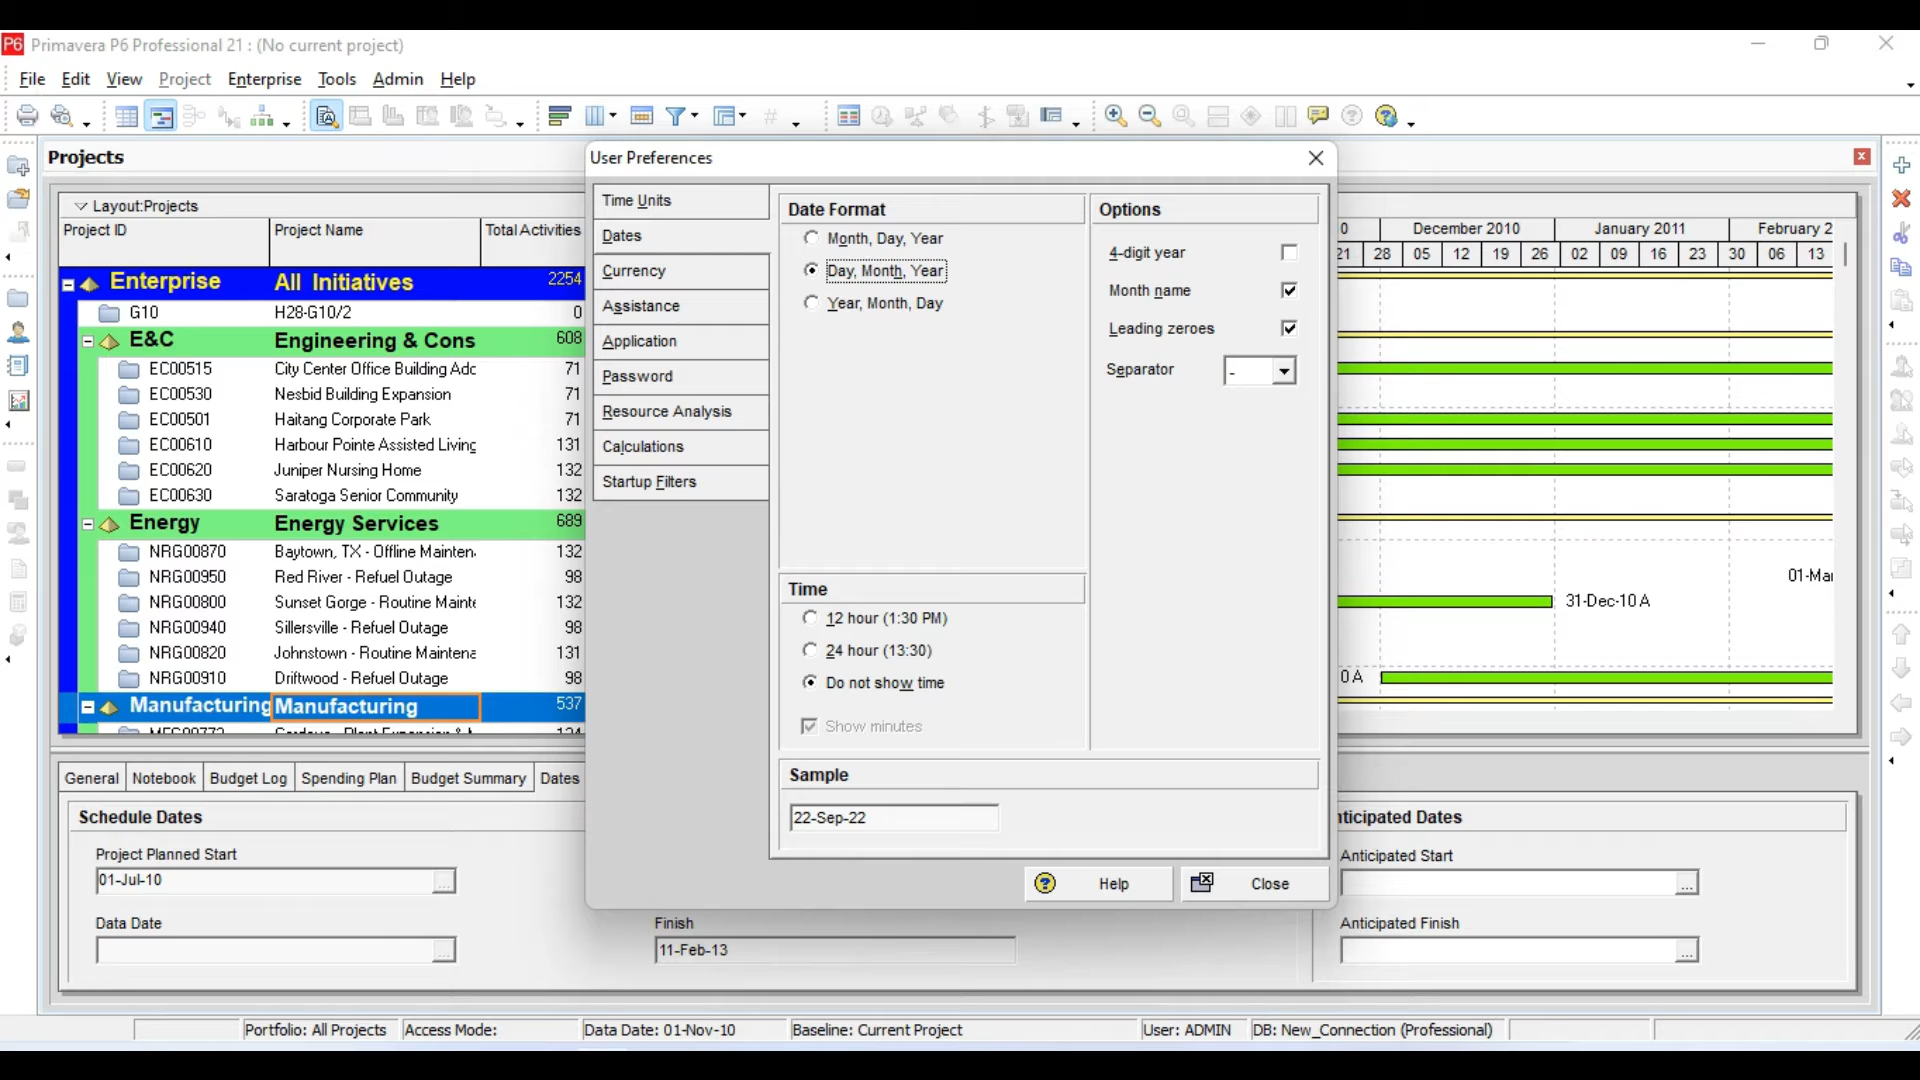 P6 Primavera P6 Professional 21 : (No current project)
File Edit View Project Enterprise Tools Admin Help
Projects
Layout:Projects
Project ID Project Name Total Activities
Enterprise All Initiatives 2254
G10 H28-G10/2 0
E&C Engineering & Cons 608
EC00515 City Center Office Building Adc 71
EC00530 Nesbid Building Expansion 71
EC00501 Haitang Corporate Park 71
EC00610 Harbour Pointe Assisted Living 131
EC00620 Juniper Nursing Home 132
EC00630 Saratoga Senior Community 132
Energy Energy Services 689
NRG00870 Baytown, TX - Offline Mainten 132
NRG00950 Red River - Refuel Outage 98
NRG00800 Sunset Gorge - Routine Mainte 132
NRG00940 Sillersville - Refuel Outage 98
NRG00820 Johnstown - Routine Maintena 131
NRG00910 Driftwood - Refuel Outage 98
Manufacturing Manufacturing 537
User Preferences
Time Units
Dates
Currency
Assistance
Application
Password
Resource Analysis
Calculations
Startup Filters
Date Format
Month, Day, Year
Day, Month, Year
Year, Month, Day
Options
4-digit year
Month name
Leading zeroes
Separator -
Time
12 hour (1:30 PM)
24 hour (13:30)
Do not show time
Show minutes
Sample
22-Sep-22
Help Close
0 December 2010 January 2011 February 2
21 28 05 12 19 26 02 09 16 23 30 06 13
01-Mar
31-Dec-10 A
0 A
General Notebook Budget Log Spending Plan Budget Summary Dates
Schedule Dates
Project Planned Start
01-Jul-10
Data Date
Finish
11-Feb-13
nticipated Dates
Anticipated Start
Anticipated Finish
Portfolio: All Projects Access Mode: Data Date: 01-Nov-10 Baseline: Current Project User: ADMIN DB: New_Connection (Professional)